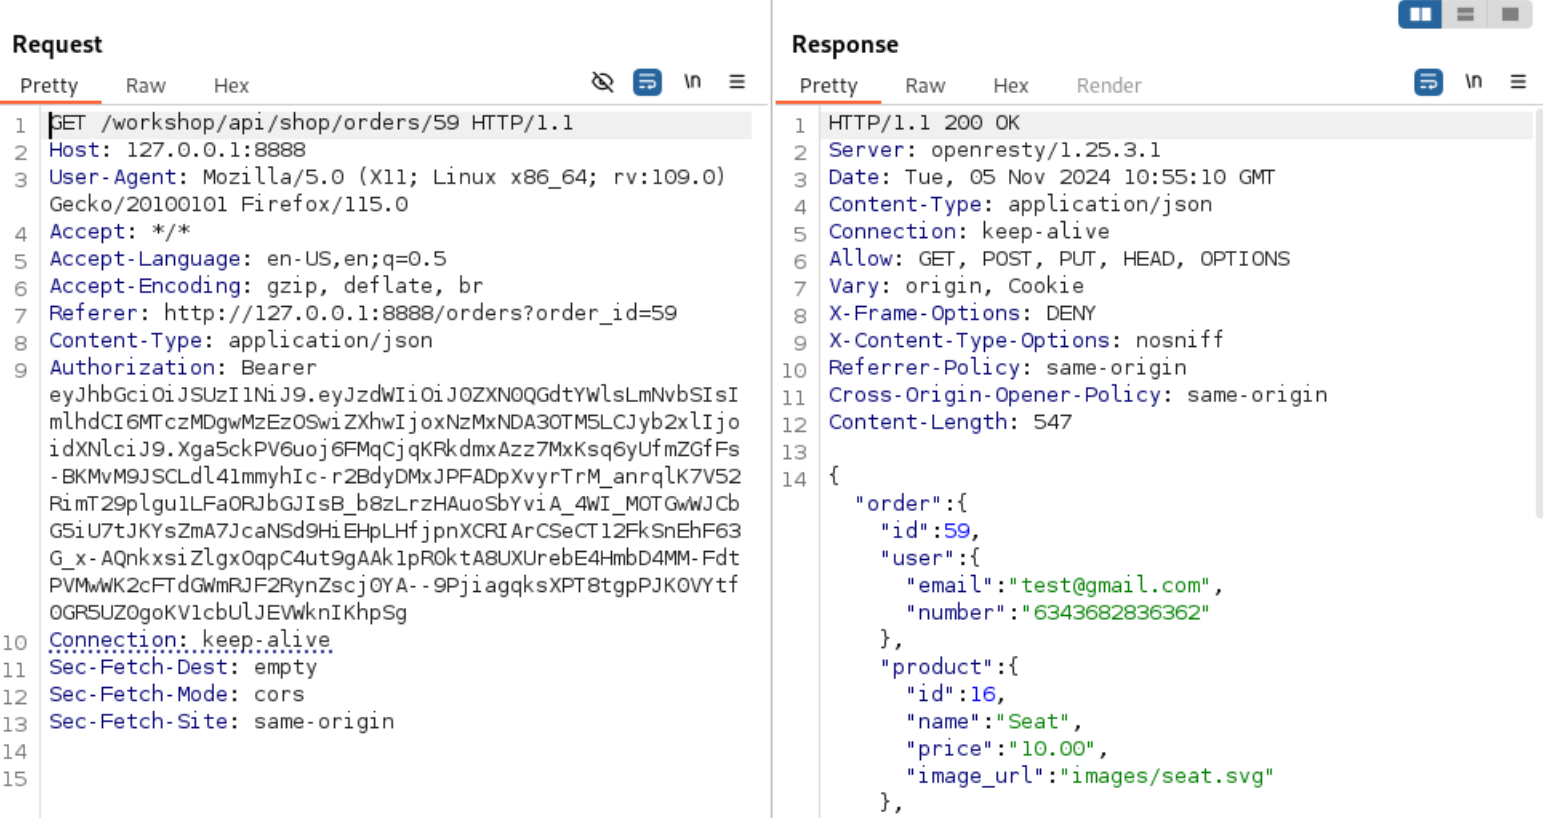 Request
Pretty Raw Hex \n
1 GET /workshop/api/shop/orders/59 HTTP/1.1
2 Host: 127.0.0.1:8888
3 User-Agent: Mozilla/5.0 (X11; Linux x86_64; rv:109.0)
Gecko/20100101 Firefox/115.0
4 Accept: */*
5 Accept-Language: en-US,en;q=0.5
6 Accept-Encoding: gzip, deflate, br
7 Referer: http://127.0.0.1:8888/orders?order_id=59
8 Content-Type: application/json
9 Authorization: Bearer
eyJhbGciOiJSUzI1NiJ9.eyJzdWIiOiJ0ZXN0QGdtYWlsLmNvbSIsI
mlhdCI6MTczMDgwMzEzOSwiZXhwIjoxNzMxNDA3OTM5LCJyb2xlIjo
idXNlciJ9.Xga5ckPV6uoj6FMqCjqKRkdmxAzz7MxKsq6yUfmZGfFs
-BKMvM9JSCLdl41mmyhIc-r2BdyDMxJPFADpXvyrTrM_anrqlK7V52
RimT29plgu1LFaORJbGJIsB_b8zLrzHAuoSbYviA_4WI_MOTGwWJCb
G5iU7tJKYsZmA7JcaNSd9HiEHpLHfjpnXCRIArCSeCT12FkSnEhF63
G_x-AQnkxsiZlgxOqpC4ut9gAAk1pR0ktA8UXUrebE4HmbD4MM-Fdt
PVMwWK2cFTdGWmRJF2RynZscj0YA--9PjiagqksXPT8tgpPJK0VYtf
0GR5UZ0goKV1cbUlJEVWknIKhpSg
10 Connection: keep-alive
11 Sec-Fetch-Dest: empty
12 Sec-Fetch-Mode: cors
13 Sec-Fetch-Site: same-origin
14
15
Response
Pretty Raw Hex Render \n
1 HTTP/1.1 200 OK
2 Server: openresty/1.25.3.1
3 Date: Tue, 05 Nov 2024 10:55:10 GMT
4 Content-Type: application/json
5 Connection: keep-alive
6 Allow: GET, POST, PUT, HEAD, OPTIONS
7 Vary: origin, Cookie
8 X-Frame-Options: DENY
9 X-Content-Type-Options: nosniff
10 Referrer-Policy: same-origin
11 Cross-Origin-Opener-Policy: same-origin
12 Content-Length: 547
13
14 {
"order":{
"id":59,
"user":{
"email":"test@gmail.com",
"number":"6343682836362"
},
"product":{
"id":16,
"name":"Seat",
"price":"10.00",
"image_url":"images/seat.svg"
},